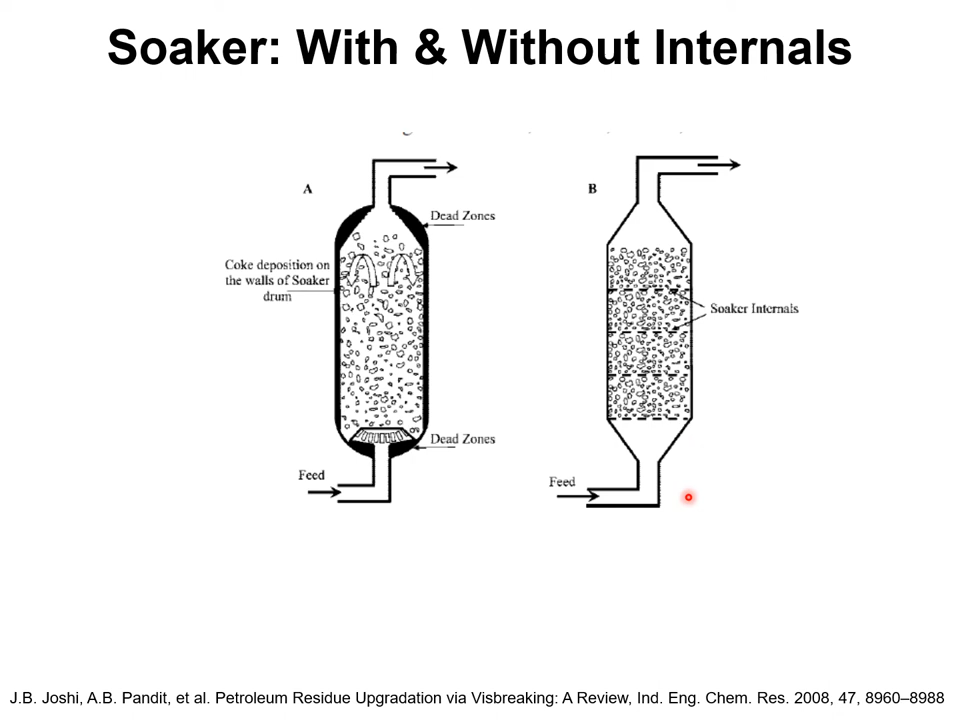 Soaker: With & Without Internals
A
Dead Zones
Coke deposition on
the walls of Soaker
drum
Dead Zones
Feed
B
Soaker Internals
Feed
J.B. Joshi, A.B. Pandit, et al. Petroleum Residue Upgradation via Visbreaking: A Review, Ind. Eng. Chem. Res. 2008, 47, 8960–8988